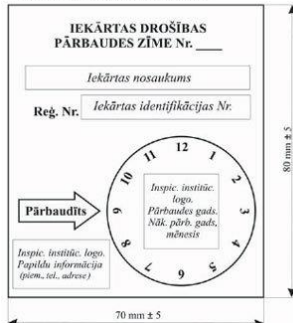 IEKĀRTAS DROŠĪBAS
PĀRBAUDES ZĪME Nr. ___
Iekārtas nosaukums
Reģ. Nr.
Iekārtas identifikācijas Nr.
12
1
2
3
4
5
6
7
8
9
10
11
Inspic. institūc.
logo.
Pārbaudes gads.
Nāk. pārb. gads,
mēnesis
Pārbaudīts
Inspic. institūc. logo.
Papildu informācija
(piem., tel., adrese)
80 mm ± 5
70 mm ± 5